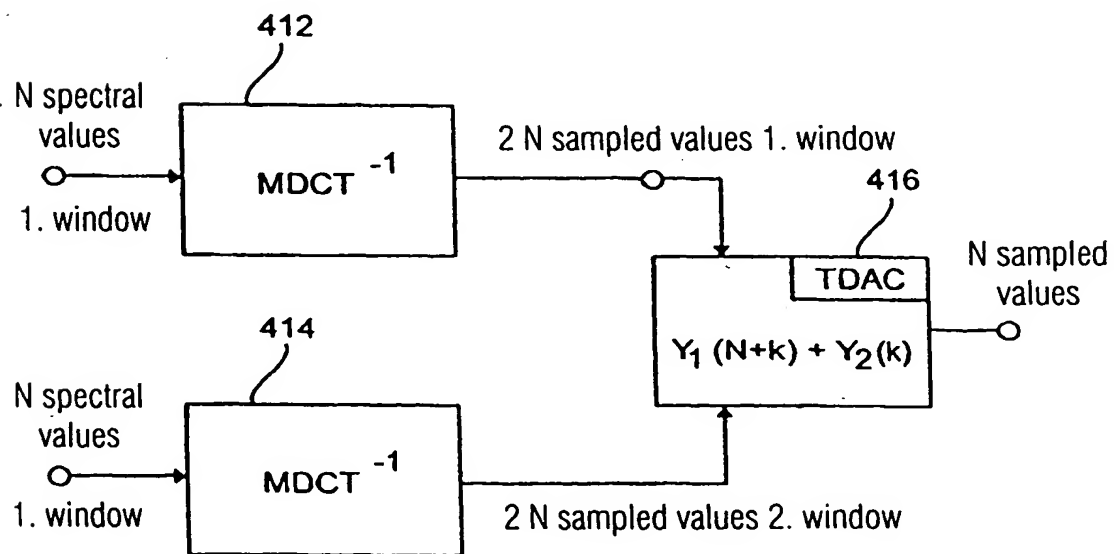 412
N spectral
values
1. window
MDCT -1
2 N sampled values 1. window
416
TDAC
Y1 (N+k) + Y2(k)
N sampled
values
414
N spectral
values
1. window
MDCT -1
2 N sampled values 2. window